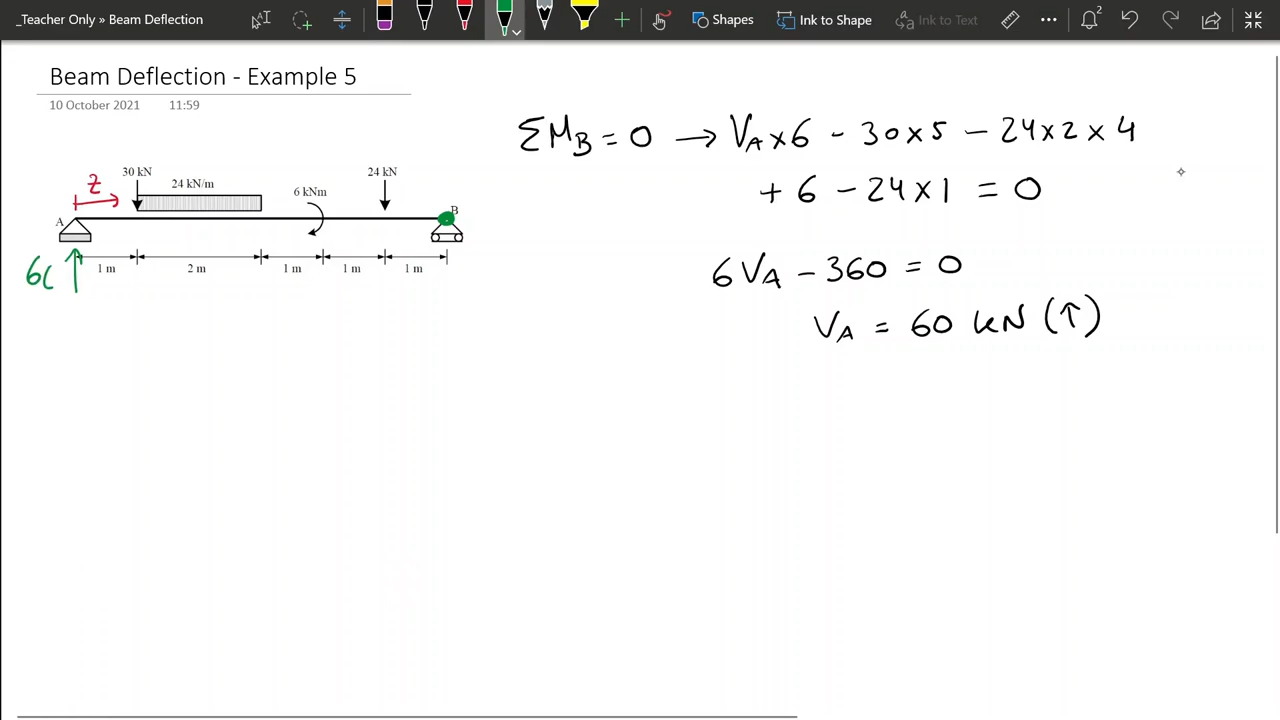 _Teacher Only » Beam Deflection
Shapes
Ink to Shape
Ink to Text
2
Beam Deflection - Example 5
10 October 2021 11:59
ΣM_B = 0 → V_A × 6 - 30 × 5 - 24 × 2 × 4
+ 6 - 24 × 1 = 0
6V_A - 360 = 0
V_A = 60 kN (↑)
30 kN
24 kN/m
6 kNm
24 kN
z
A
B
1 m
2 m
1 m
1 m
1 m